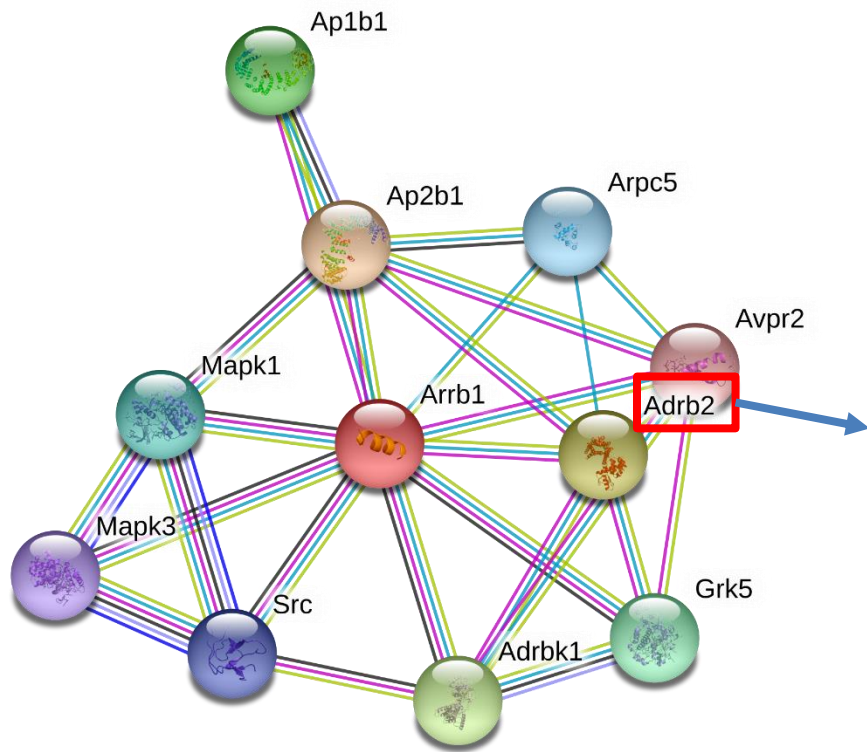 Ap1b1
Ap2b1
Arpc5
Avpr2
Mapk1
Arrb1
Adrb2
Mapk3
Src
Grk5
Adrbk1